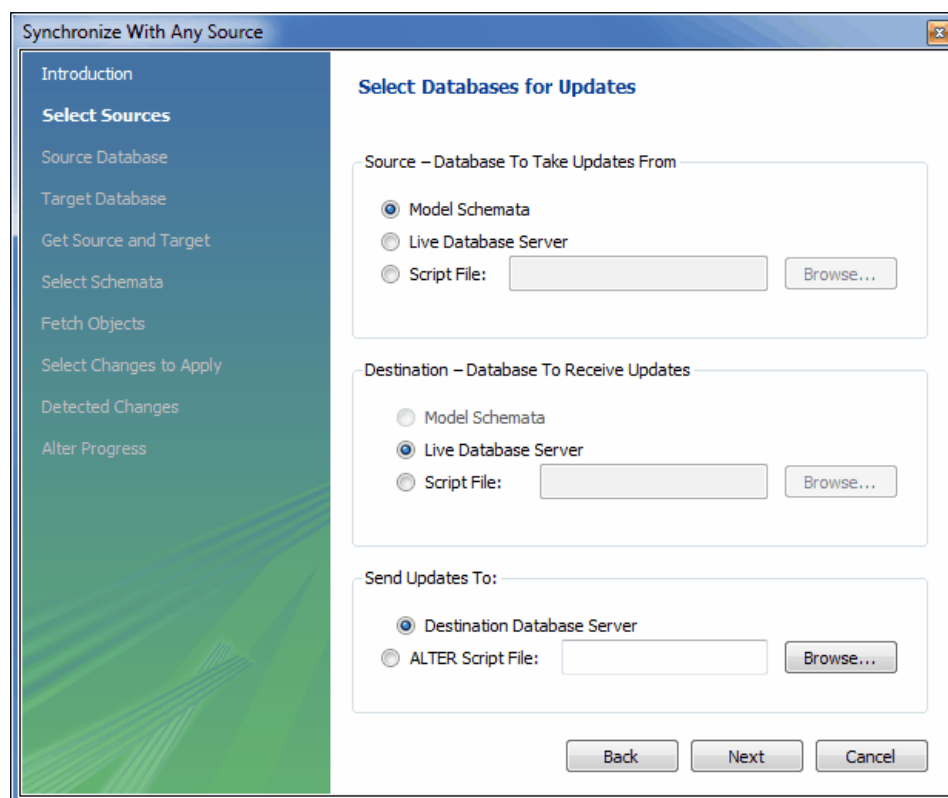 Synchronize With Any Source
Introduction
Select Sources
Source Database
Target Database
Get Source and Target
Select Schemata
Fetch Objects
Select Changes to Apply
Detected Changes
Alter Progress
Select Databases for Updates
Source – Database To Take Updates From
Model Schemata
Live Database Server
Script File:
Browse...
Destination – Database To Receive Updates
Model Schemata
Live Database Server
Script File:
Browse...
Send Updates To:
Destination Database Server
ALTER Script File:
Browse...
Back
Next
Cancel